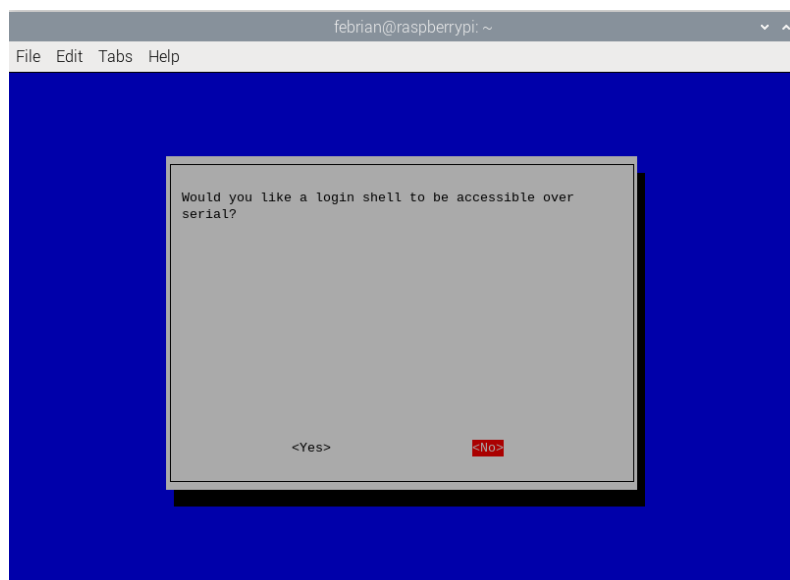 febrian@raspberrypi: ~
File Edit Tabs Help
Would you like a login shell to be accessible over
serial?
<Yes> <No>